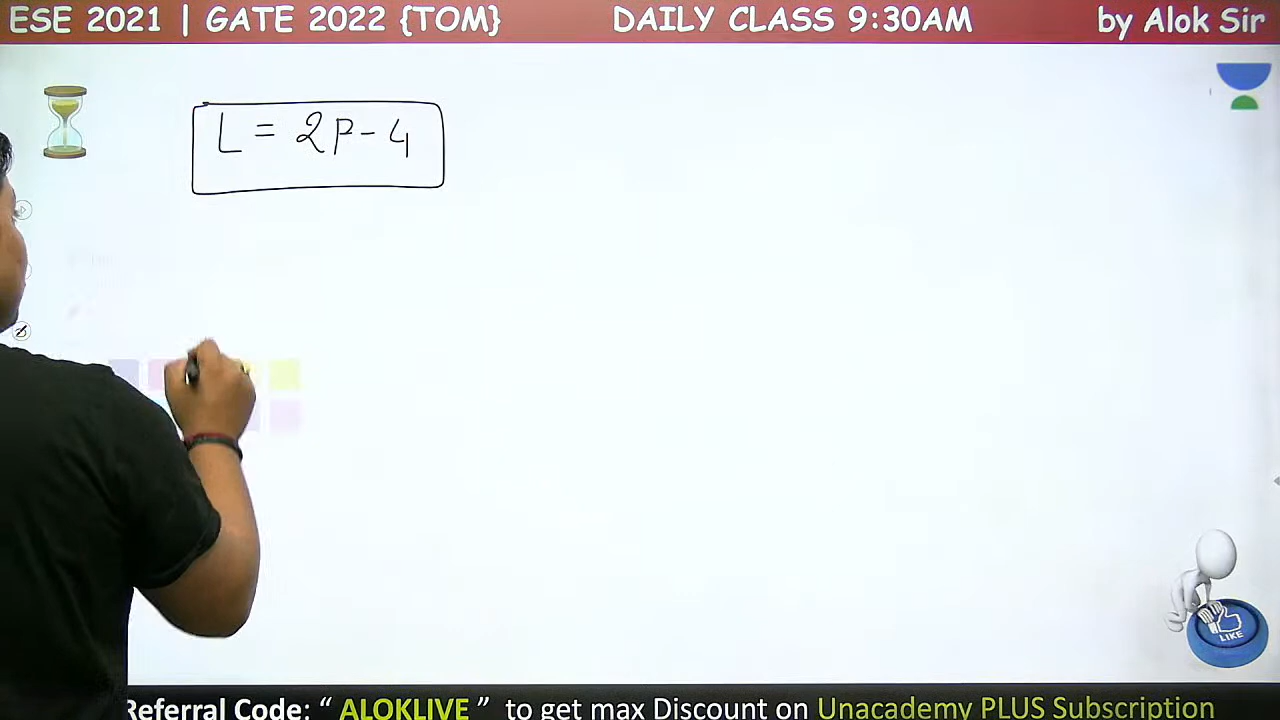 ESE 2021 | GATE 2022 {TOM} DAILY CLASS 9:30AM by Alok Sir
L = 2P - 4
LIKE
Referral Code: “ ALOKLIVE ” to get max Discount on Unacademy PLUS Subscription